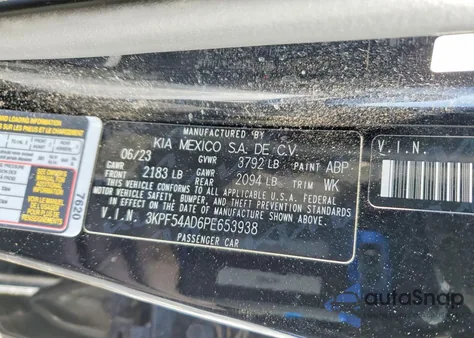 MANUFACTURED BY
KIA MEXICO S.A. DE C.V.
06/23 GVWR 3792 LB PAINT ABP
GAWR FRONT 2183 LB GAWR REAR 2094 LB TRIM WK
THIS VEHICLE CONFORMS TO ALL APPLICABLE U.S.A. FEDERAL
MOTOR VEHICLE SAFETY, BUMPER, AND THEFT PREVENTION
STANDARDS IN EFFECT ON THE DATE OF MANUFACTURE SHOWN ABOVE.
V.I.N. 3KPF54AD6PE653938
PASSENGER CAR
V.I.N.
7620
autoSnap